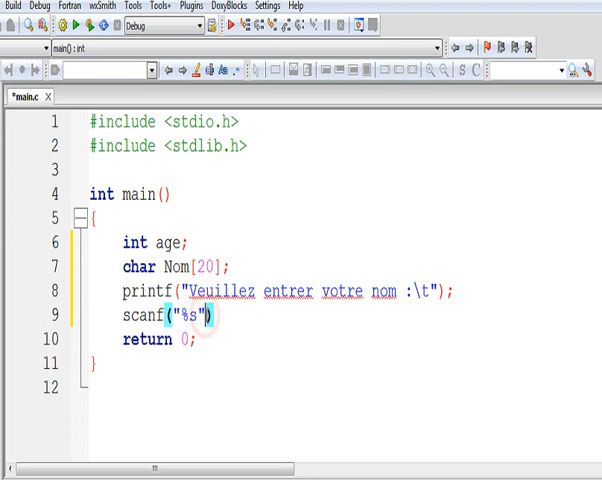 Build Debug Fortran wxSmith Tools Tools+ Plugins DoxyBlocks Settings Help
Debug
main() : int
S C
*main.c
1 #include <stdio.h>
2 #include <stdlib.h>
3
4 int main()
5 {
6 int age;
7 char Nom[20];
8 printf("Veuillez entrer votre nom :\t");
9 scanf("%s")
10 return 0;
11 }
12